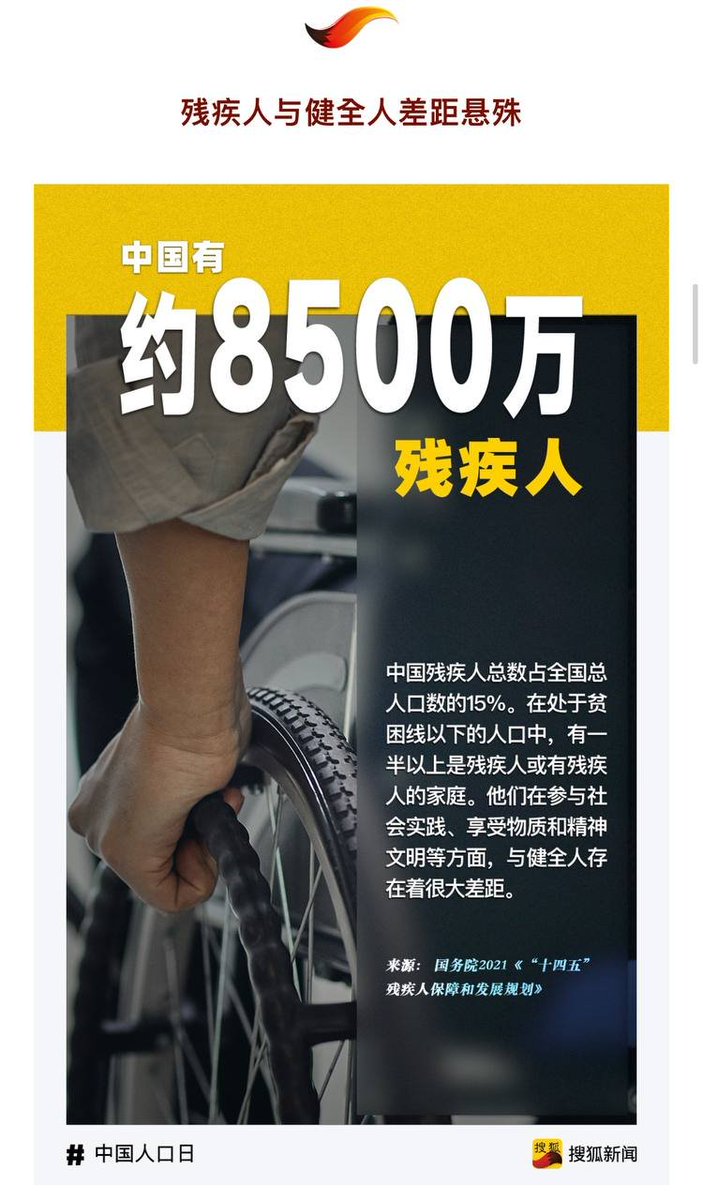 残疾人与健全人差距悬殊
中国有
约8500万
残疾人
中国残疾人总数占全国总
人口数的15%。在处于贫
困线以下的人口中，有一
半以上是残疾人或有残疾
人的家庭。他们在参与社
会实践、享受物质和精神
文明等方面，与健全人存
在着很大差距。
来源： 国务院2021《“十四五”
残疾人保障和发展规划》
# 中国人口日
搜狐 搜狐新闻